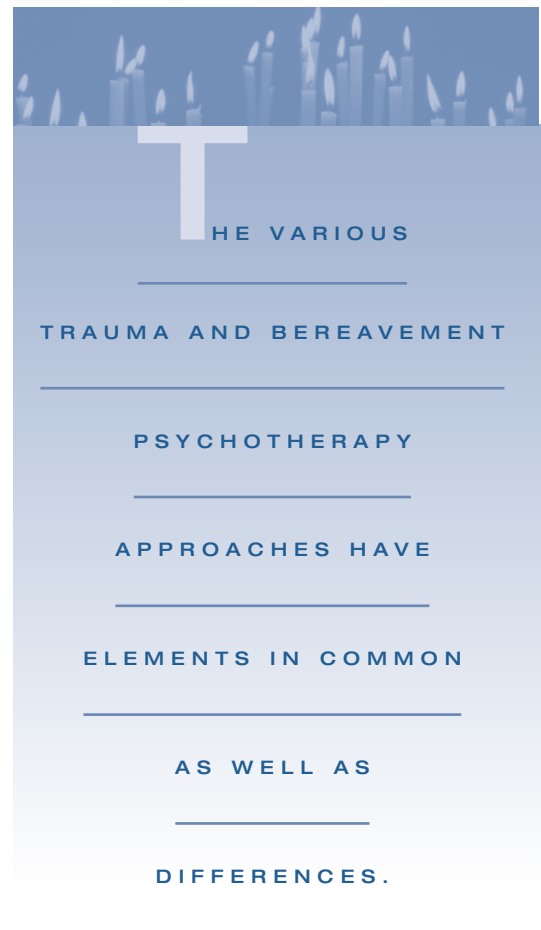 THE VARIOUS
TRAUMA AND BEREAVEMENT
PSYCHOTHERAPY
APPROACHES HAVE
ELEMENTS IN COMMON
AS WELL AS
DIFFERENCES.